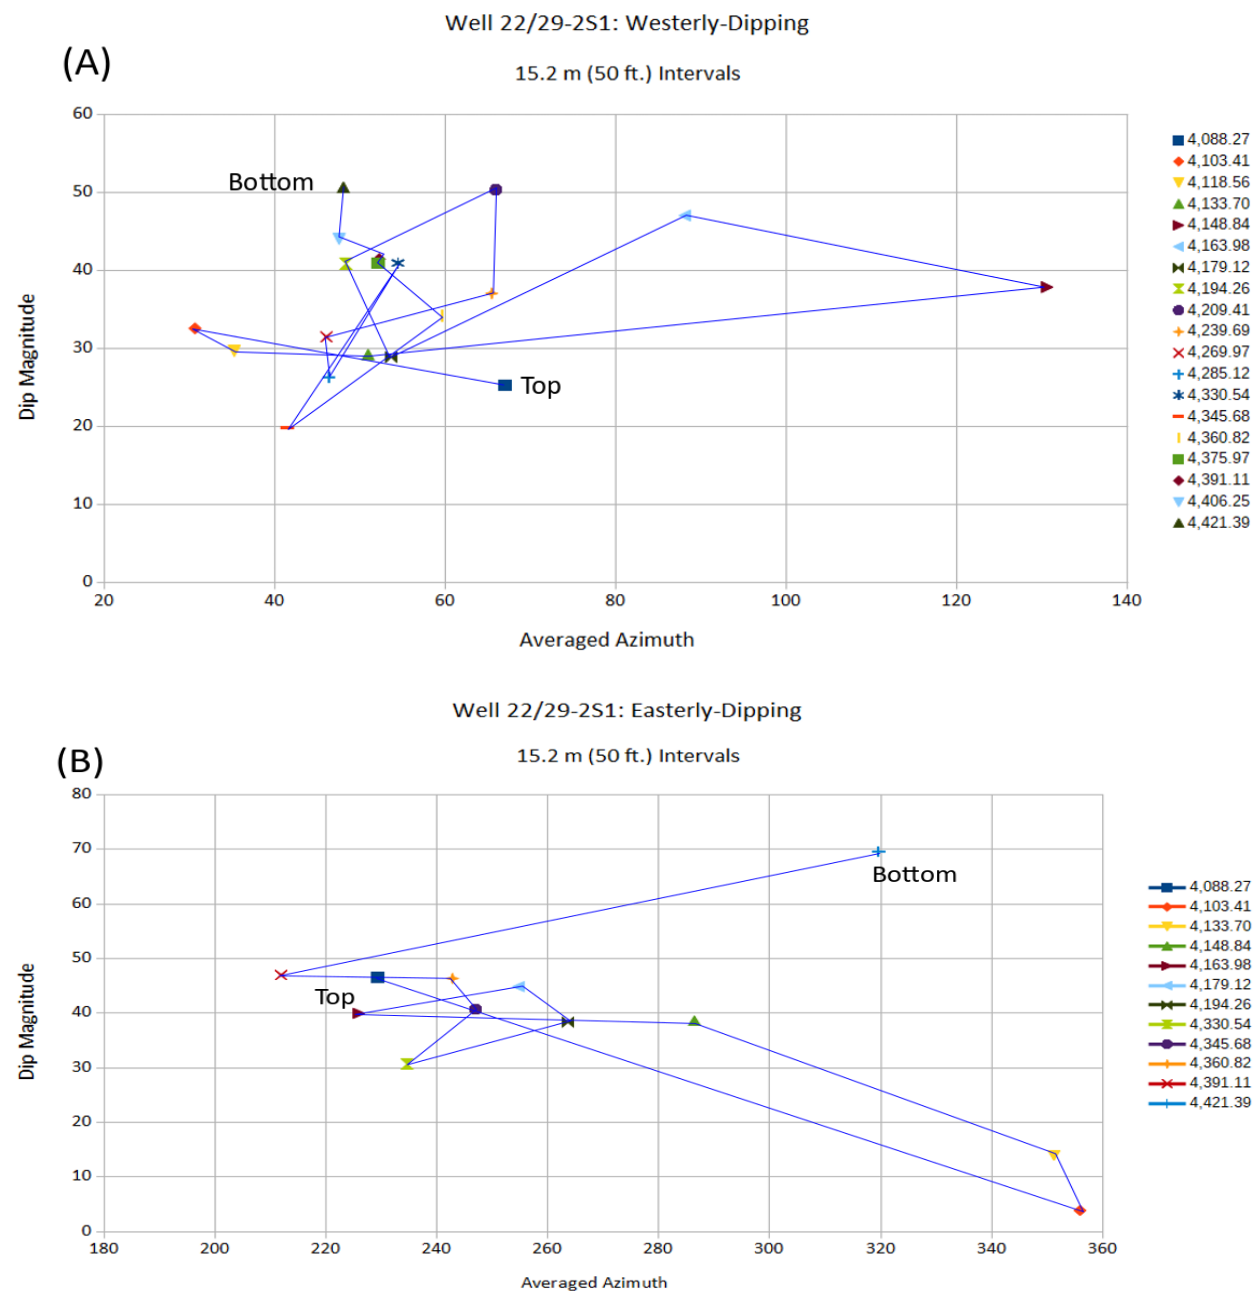 Well 22/29-2S1: Westerly-Dipping
(A)
15.2 m (50 ft.) Intervals
60
50
40
30
20
10
0
Dip Magnitude
Bottom
Top
20 40 60 80 100 120 140
Averaged Azimuth
4,088.27
4,103.41
4,118.56
4,133.70
4,148.84
4,163.98
4,179.12
4,194.26
4,209.41
4,239.69
4,269.97
4,285.12
4,330.54
4,345.68
4,360.82
4,375.97
4,391.11
4,406.25
4,421.39
Well 22/29-2S1: Easterly-Dipping
(B)
15.2 m (50 ft.) Intervals
80
70
60
50
40
30
20
10
0
Dip Magnitude
Bottom
Top
180 200 220 240 260 280 300 320 340 360
Averaged Azimuth
4,088.27
4,103.41
4,133.70
4,148.84
4,163.98
4,179.12
4,194.26
4,330.54
4,345.68
4,360.82
4,391.11
4,421.39